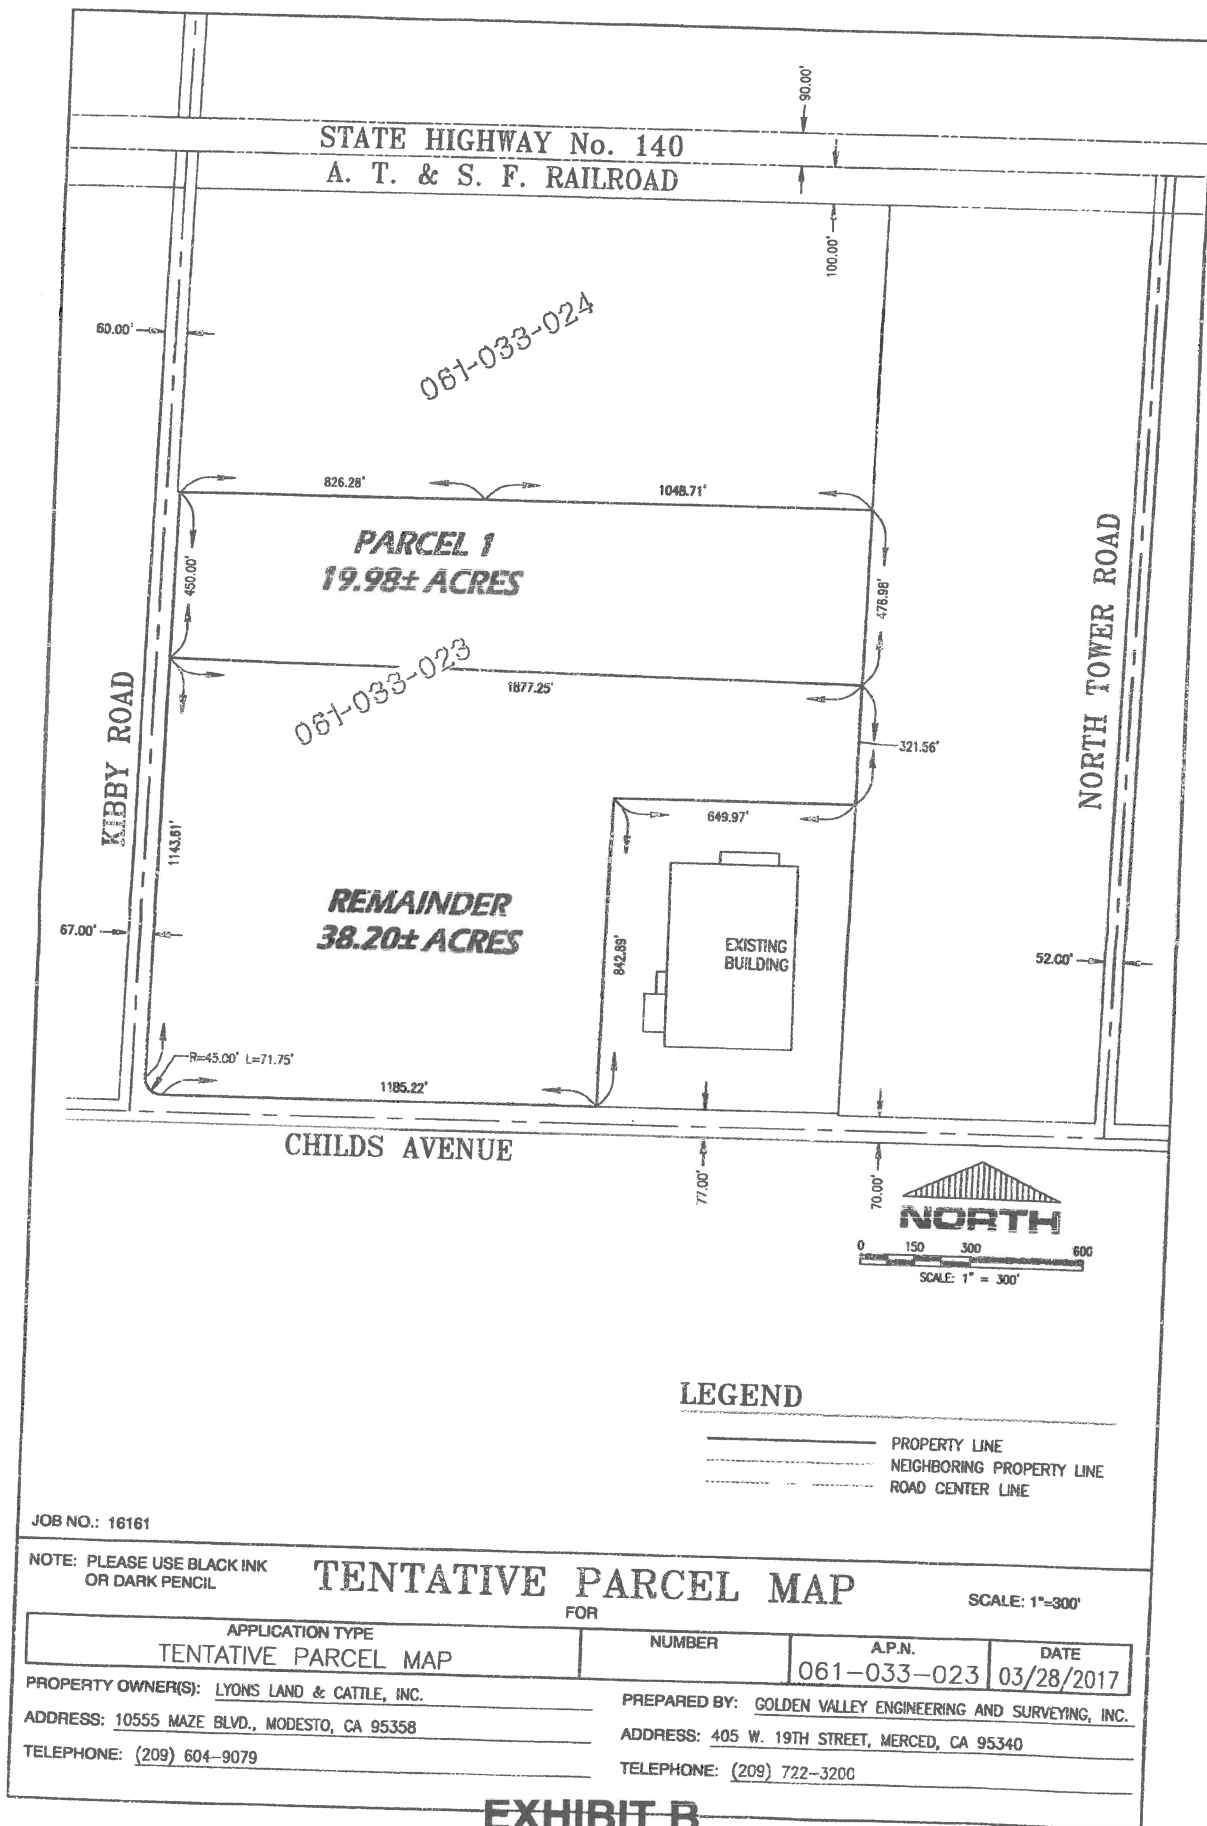 90.00'
STATE HIGHWAY No. 140
A. T. & S. F. RAILROAD
100.00'
60.00'
061-033-024
826.28'
1048.71'
PARCEL 1
19.98± ACRES
450.00'
476.98'
NORTH TOWER ROAD
061-033-023
1877.25'
321.56'
KIBBY ROAD
649.97'
1143.61'
REMAINDER
38.20± ACRES
67.00'
842.89'
EXISTING
BUILDING
52.00'
R=45.00' L=71.75'
1185.22'
CHILDS AVENUE
77.00'
70.00'
NORTH
0 150 300 600
SCALE: 1" = 300'
LEGEND
PROPERTY LINE
NEIGHBORING PROPERTY LINE
ROAD CENTER LINE
JOB NO.: 16161
NOTE: PLEASE USE BLACK INK
OR DARK PENCIL
TENTATIVE PARCEL MAP
SCALE: 1"=300'
FOR
APPLICATION TYPE
TENTATIVE PARCEL MAP
NUMBER
A.P.N.
061-033-023
DATE
03/28/2017
PROPERTY OWNER(S): LYONS LAND & CATTLE, INC.
ADDRESS: 10555 MAZE BLVD., MODESTO, CA 95358
TELEPHONE: (209) 604-9079
PREPARED BY: GOLDEN VALLEY ENGINEERING AND SURVEYING, INC.
ADDRESS: 405 W. 19TH STREET, MERCED, CA 95340
TELEPHONE: (209) 722-3200
EXHIBIT B